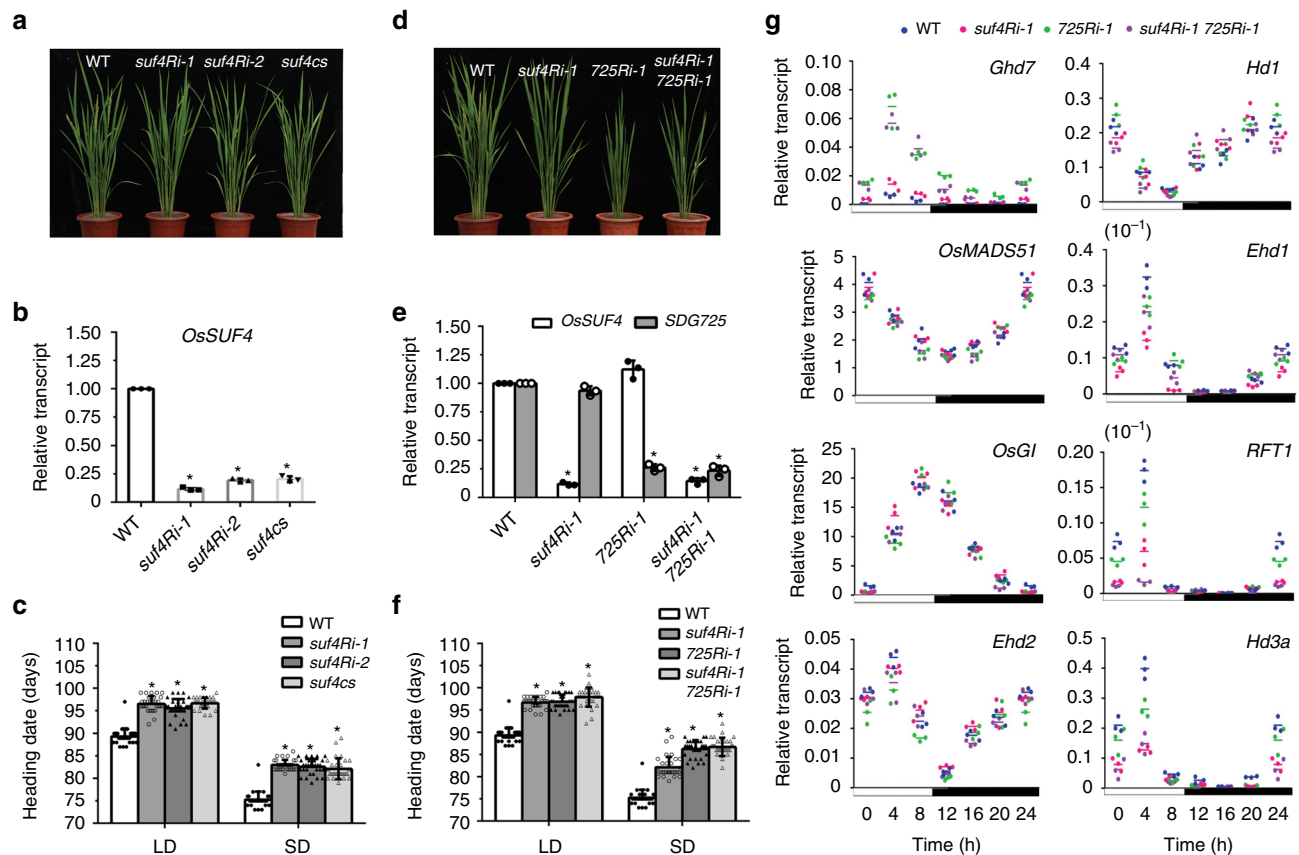 a
WT suf4Ri-1 suf4Ri-2 suf4cs
b
OsSUF4
Relative transcript
1.50
1.25
1.00
0.75
0.50
0.25
0
* * *
WT suf4Ri-1 suf4Ri-2 suf4cs
c
WT
suf4Ri-1
suf4Ri-2
suf4cs
Heading date (days)
110
105
100
95
90
85
80
75
70
* * * * * *
LD SD
d
WT suf4Ri-1 725Ri-1 suf4Ri-1
725Ri-1
e
OsSUF4 SDG725
Relative transcript
1.50
1.25
1.00
0.75
0.50
0.25
0
* * * *
WT suf4Ri-1 725Ri-1 suf4Ri-1
725Ri-1
f
WT
suf4Ri-1
725Ri-1
suf4Ri-1
725Ri-1
Heading date (days)
110
105
100
95
90
85
80
75
70
* * * * * *
LD SD
g
WT suf4Ri-1 725Ri-1 suf4Ri-1 725Ri-1
Ghd7
Relative transcript
0.10
0.08
0.06
0.04
0.02
0
Hd1
0.4
0.3
0.2
0.1
0
OsMADS51
Relative transcript
5
4
3
2
1
0
(10⁻¹)
Ehd1
0.4
0.3
0.2
0.1
0
OsGI
Relative transcript
25
20
15
10
5
0
(10⁻¹)
RFT1
0.20
0.15
0.10
0.05
0
Ehd2
Relative transcript
0.05
0.04
0.03
0.02
0.01
0
0 4 8 12 16 20 24
Time (h)
Hd3a
0.5
0.4
0.3
0.2
0.1
0
0 4 8 12 16 20 24
Time (h)